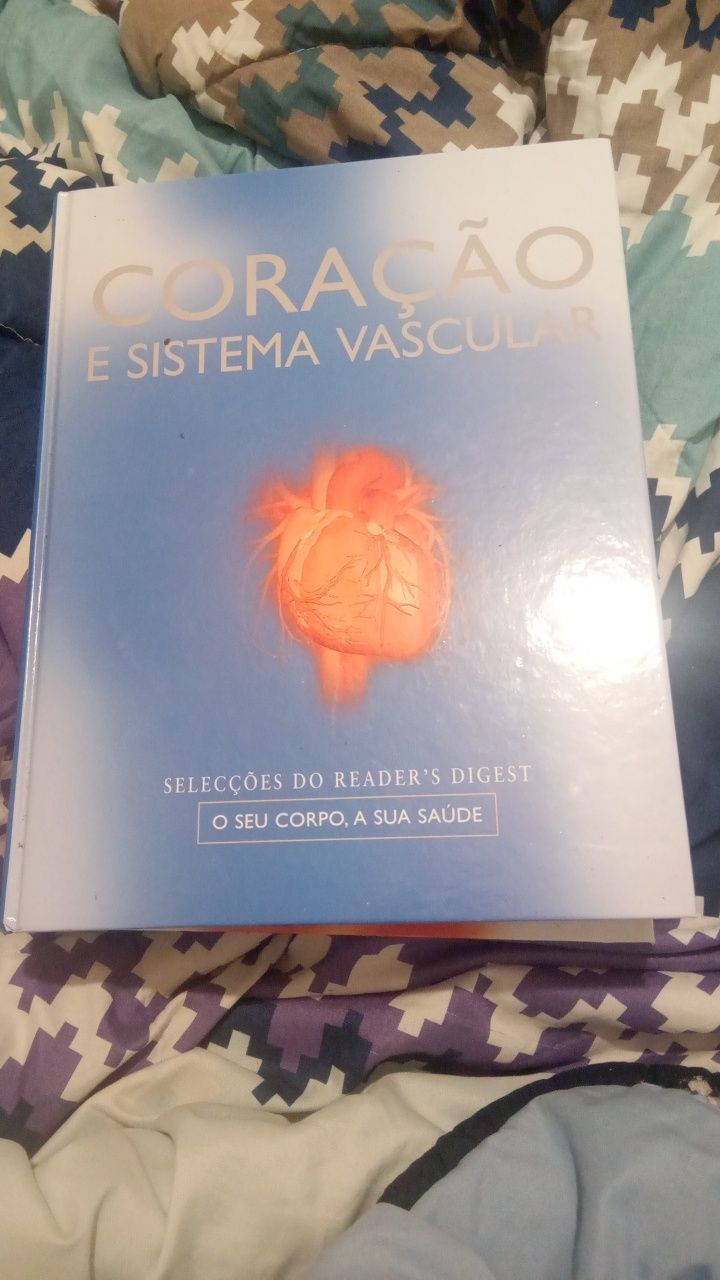 CORAÇÃO
E SISTEMA VASCULAR
SELECÇÕES DO READER'S DIGEST
O SEU CORPO, A SUA SAÚDE